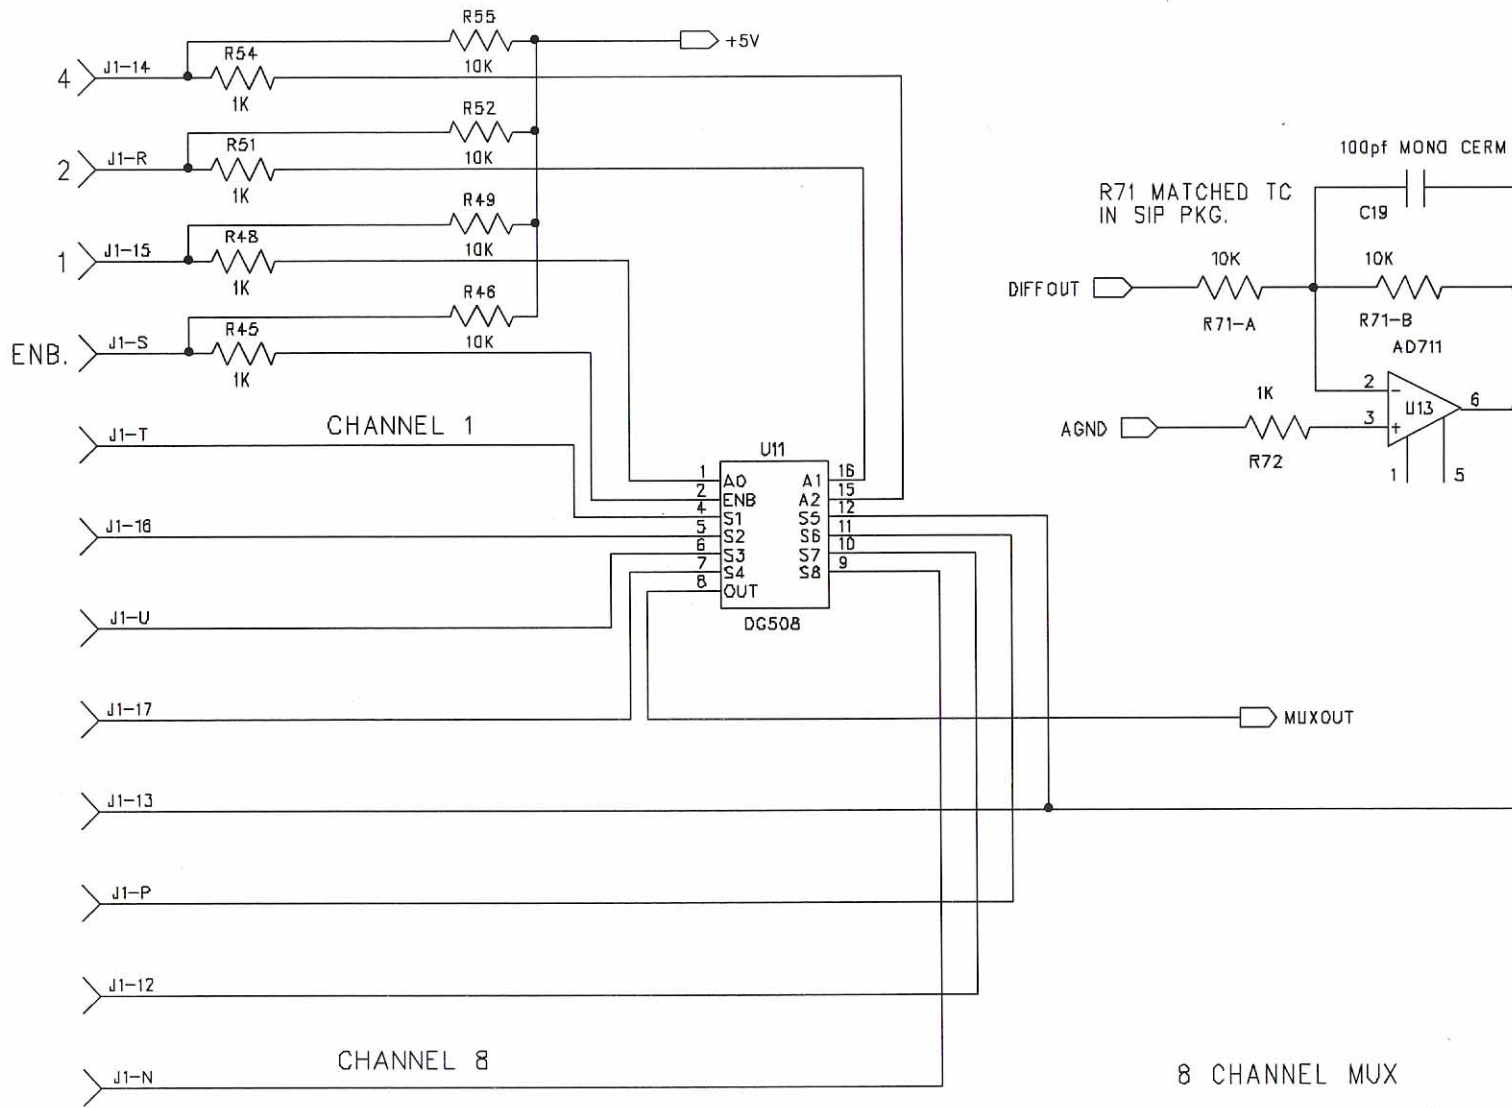 R55
+5V
R54
4
J1-14
10K
1K
R52
R51
2
J1-R
10K
1K
R49
R48
1
J1-15
10K
1K
R46
R45
ENB.
J1-S
10K
1K
CHANNEL 1
J1-T
J1-16
J1-U
J1-17
J1-13
J1-P
J1-12
CHANNEL 8
J1-N
U11
1
A0
2
ENB
4
S1
5
S2
6
S3
7
S4
8
OUT
A1
16
A2
15
S5
12
S6
11
S7
10
S8
9
DG508
MUXOUT
100pf MONO CERM
C19
R71 MATCHED TC
IN SIP PKG.
10K
10K
DIFFOUT
R71-A
R71-B
AD711
2
-
U13
6
1K
AGND
3
+
R72
1
5
8 CHANNEL MUX